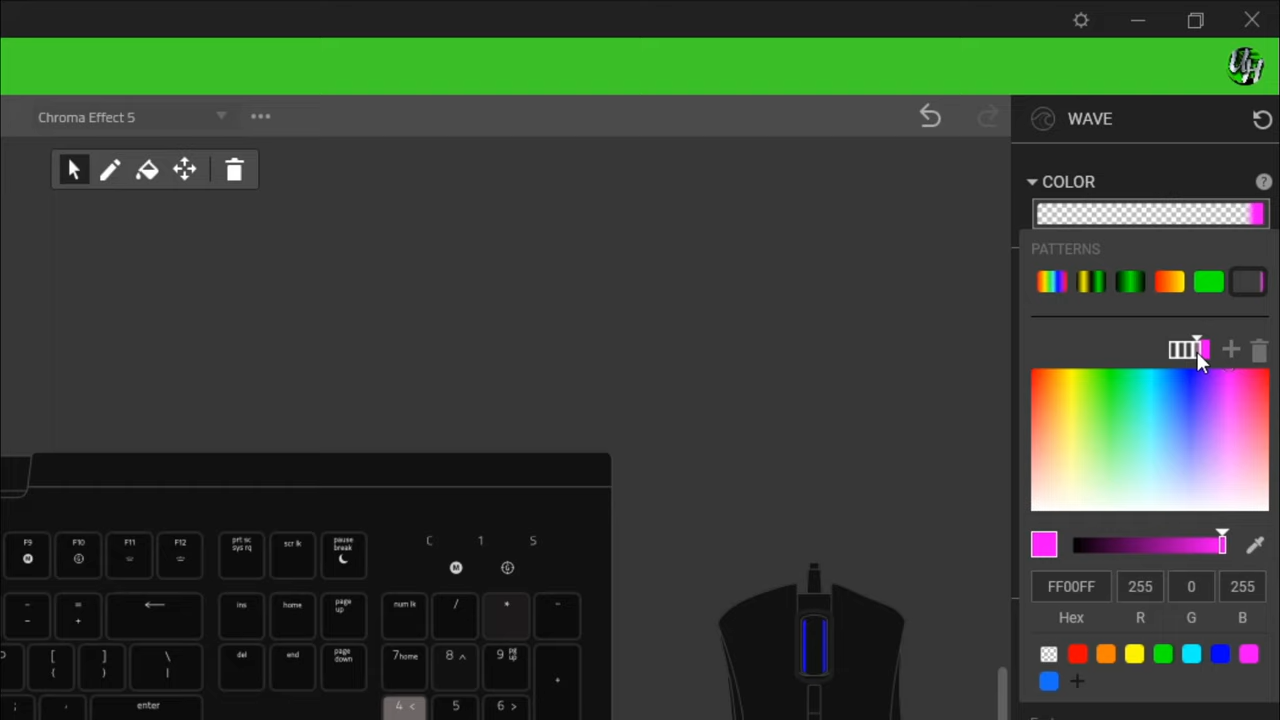 UH
Chroma Effect 5
WAVE
COLOR
?
PATTERNS
FF00FF 255 0 255
Hex R G B
C 1 S
F9 F10 F11 F12 prt sc sys rq scr lk pause break
M G M G
- = ins home page up num lk / * -
- +
[ ] \ del end page down 7 home 8 9 pg up
{ } | +
; ' enter 4 < 5 6 >